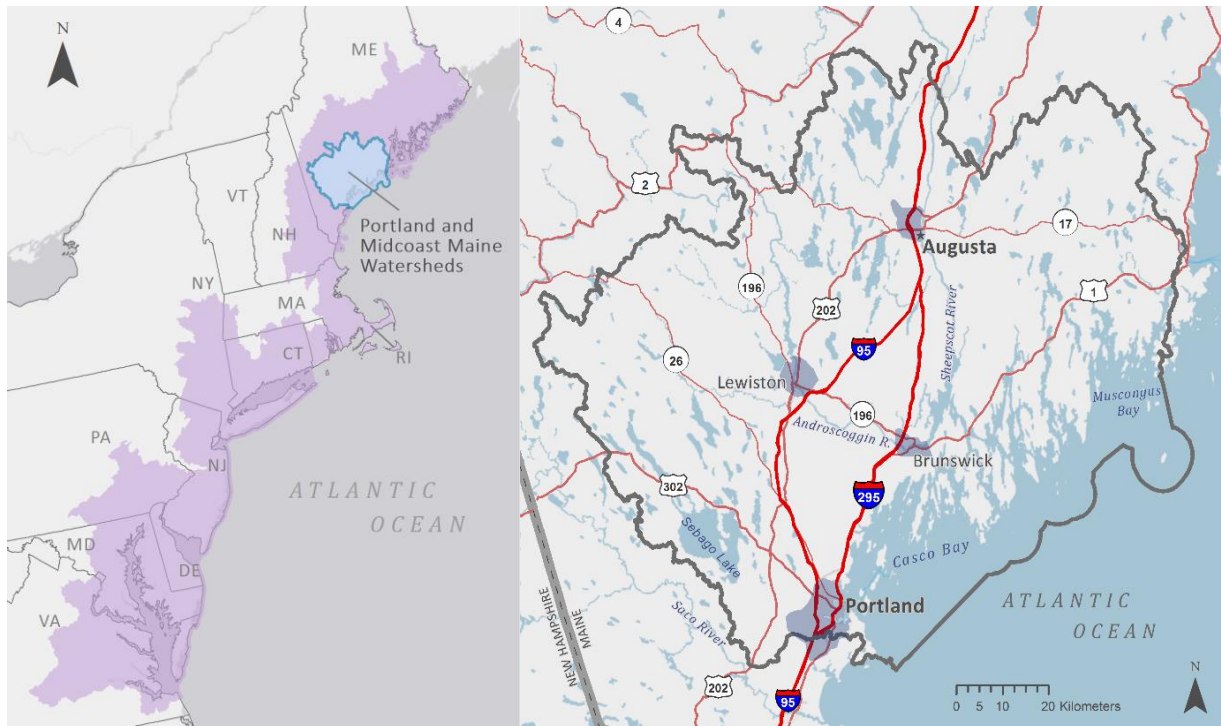 N
ME
VT
NH
Portland and
Midcoast Maine
Watersheds
NY
MA
CT
RI
PA
NJ
ATLANTIC
OCEAN
MD
DE
VA
4
2
17
Augusta
196
202
1
Sheepscot River
95
26
Lewiston
Muscongus
Bay
196
Androscoggin R.
Brunswick
302
295
Sebago Lake
Casco Bay
Portland
ATLANTIC
OCEAN
Saco River
NEW HAMPSHIRE
MAINE
202
95
N
0 5 10 20 Kilometers